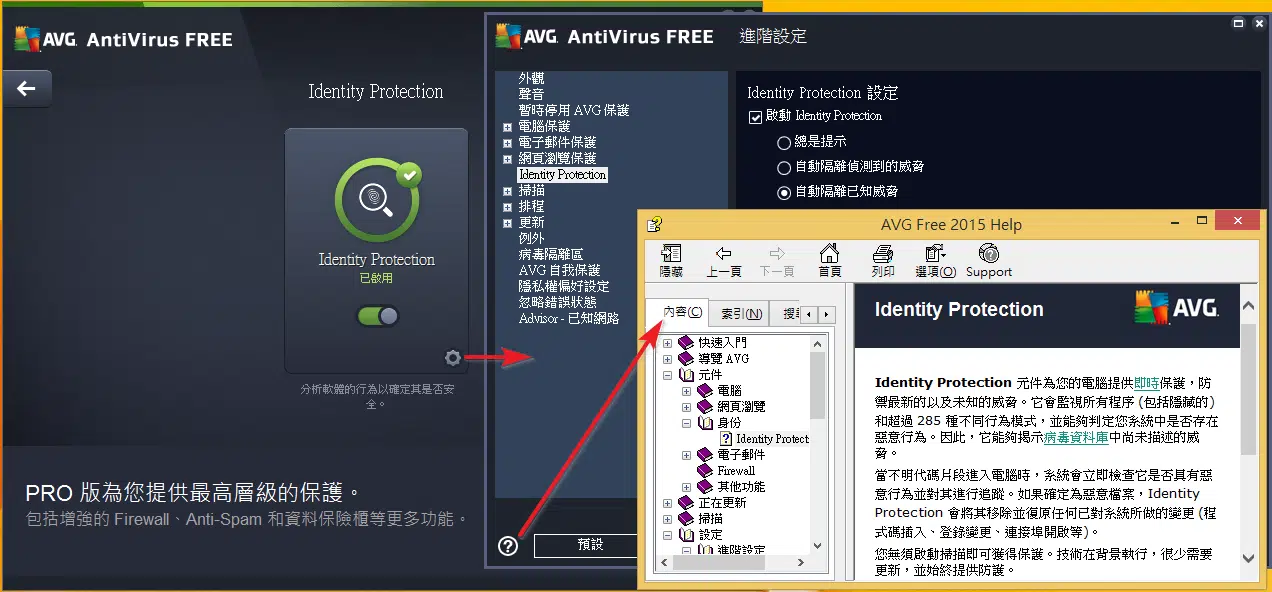 AVG. AntiVirus FREE
Identity Protection
Identity Protection
已啟用
分析軟體的行為以確定其是否安
全。
PRO 版為您提供最高層級的保護。
包括增強的 Firewall、Anti-Spam 和資料保險櫃等更多功能。
AVG. AntiVirus FREE 進階設定
外觀
聲音
暫時停用 AVG 保護
電腦保護
電子郵件保護
網頁瀏覽保護
Identity Protection
掃描
排程
更新
例外
病毒隔離區
AVG 自我保護
隱私權偏好設定
忽略錯誤狀態
Advisor - 已知網路
預設
Identity Protection 設定
啟動 Identity Protection
總是提示
自動隔離偵測到的威脅
自動隔離已知威脅
AVG Free 2015 Help
隱藏 上一頁 下一頁 首頁 列印 選項(O) Support
內容(C) 索引(N) 搜
快速入門
導覽 AVG
元件
電腦
網頁瀏覽
身份
Identity Protect
電子郵件
Firewall
其他功能
正在更新
掃描
設定
進階設定
Identity Protection
AVG.
Identity Protection 元件為您的電腦提供即時保護，防
禦最新的以及未知的威脅。它會監視所有程序 (包括隱藏的)
和超過 285 種不同行為模式，並能夠判定您系統中是否存在
惡意行為。因此，它能夠揭示病毒資料庫中尚未描述的威
脅。
當不明代碼片段進入電腦時，系統會立即檢查它是否具有惡
意行為並對其進行追蹤。如果確定為惡意檔案，Identity
Protection 會將其移除並復原任何已對系統所做的變更 (程
式碼插入、登錄變更、連接埠開啟等)。
您無須啟動掃描即可獲得保護。技術在背景執行，很少需要
更新，並始終提供防護。